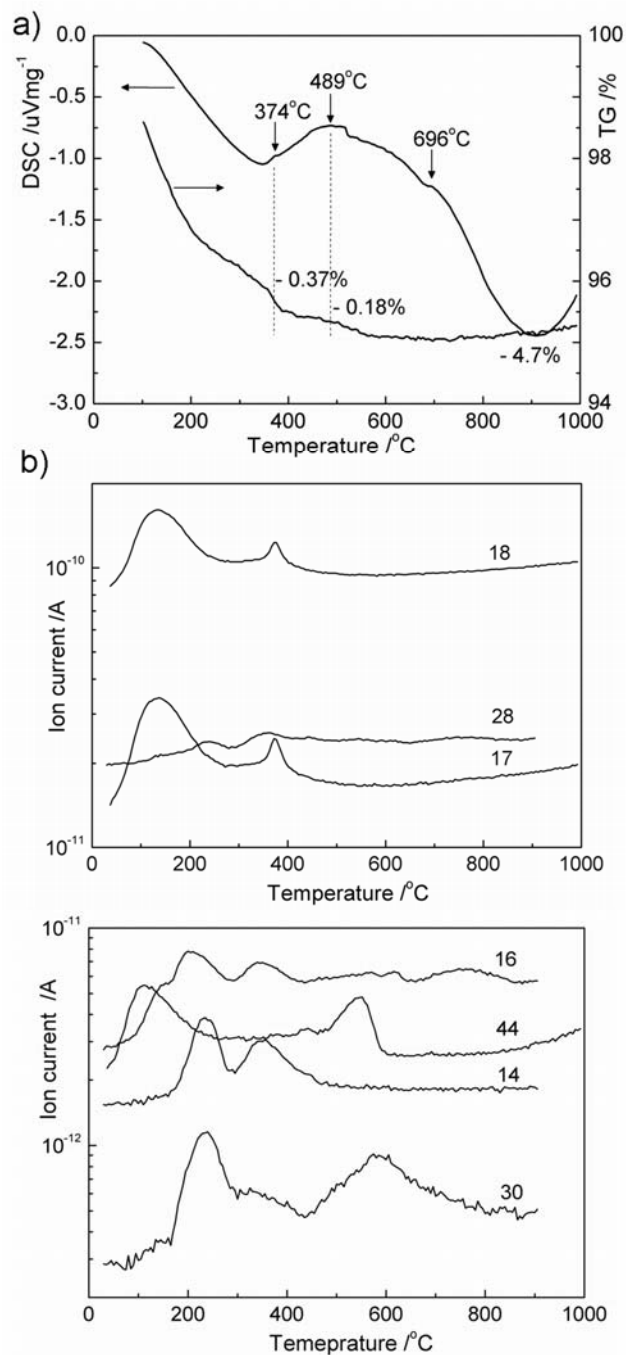 a)
0.0
-0.5
-1.0
-1.5
-2.0
-2.5
-3.0
DSC /uVmg-1
100
98
96
94
TG /%
374°C
489°C
696°C
- 0.37%
- 0.18%
- 4.7%
0 200 400 600 800 1000
Temperature /°C
b)
10-10
10-11
Ion current /A
18
28
17
0 200 400 600 800 1000
Temperature /°C
10-11
10-12
Ion current /A
16
44
14
30
0 200 400 600 800 1000
Temeprature /°C